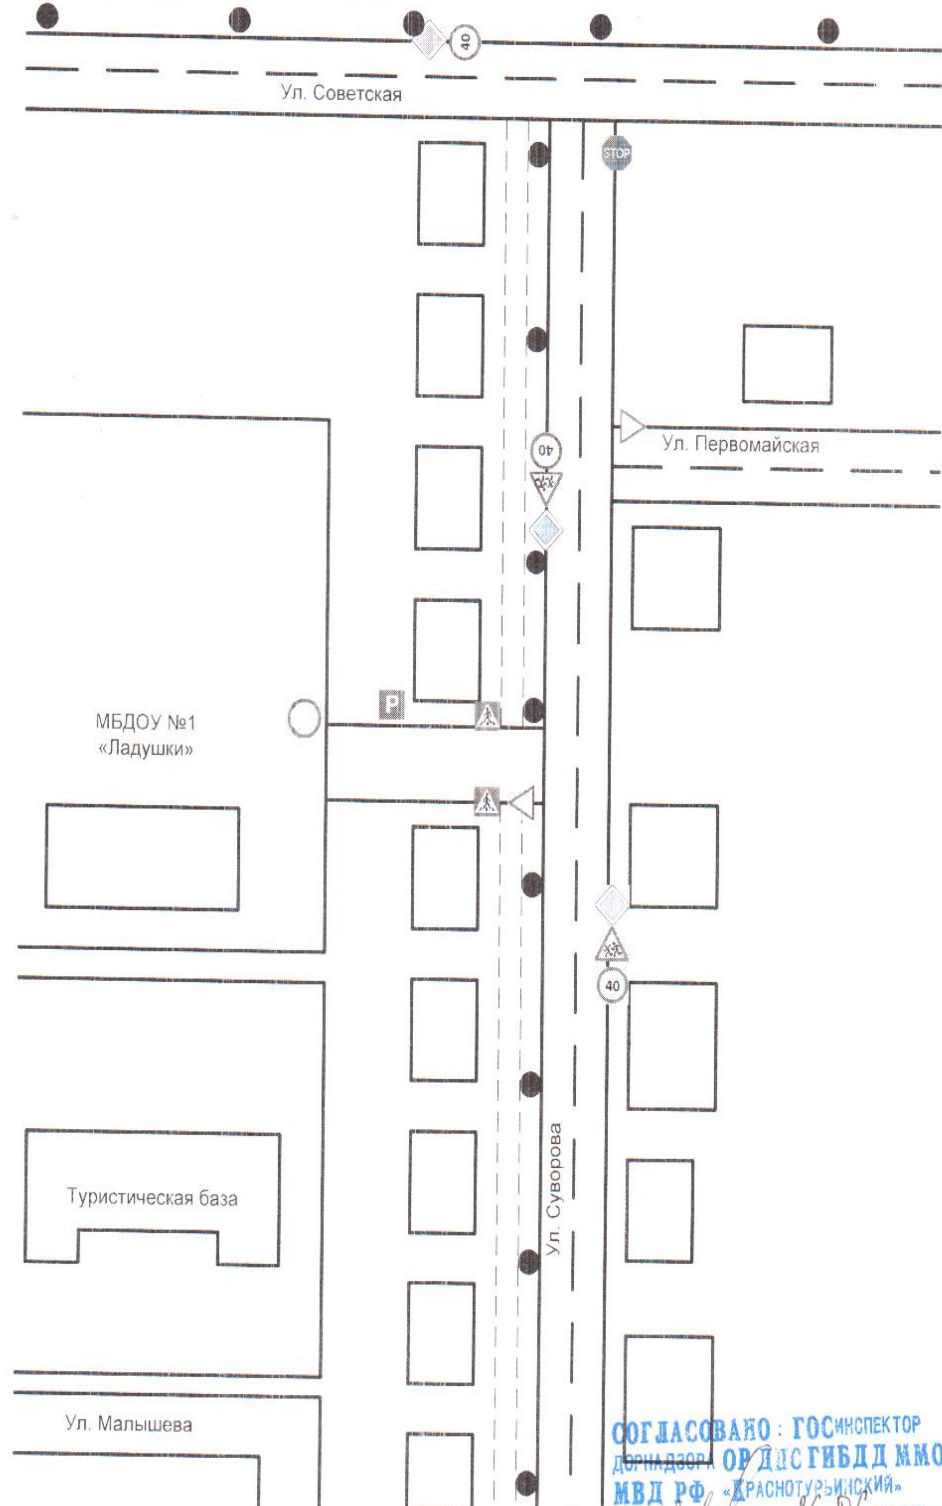 40
Ул. Советская
STOP
40
Ул. Первомайская
P
МБДОУ №1
«Ладушки»
40
Ул. Суворова
Туристическая база
Ул. Малышева
СОГЛАСОВАНО: ГОСИНСПЕКТОР
ДОРНАДЗОРА ОР ДПС ГИБДД ММО
МВД РФ «КРАСНОТУРЬИНСКИЙ»